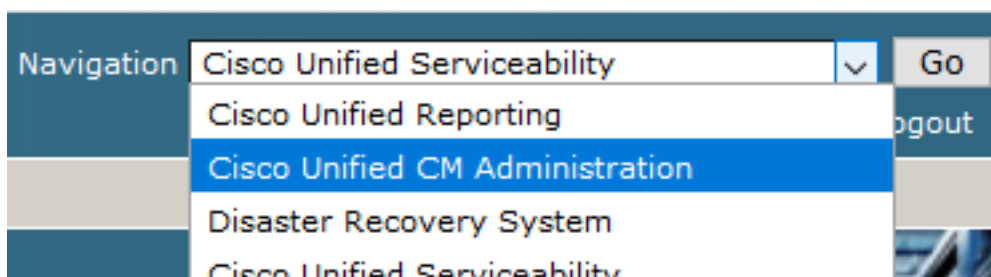 Navigation Cisco Unified Serviceability Go
Cisco Unified Reporting
ogout
Cisco Unified CM Administration
Disaster Recovery System
Cisco Unified Serviceability